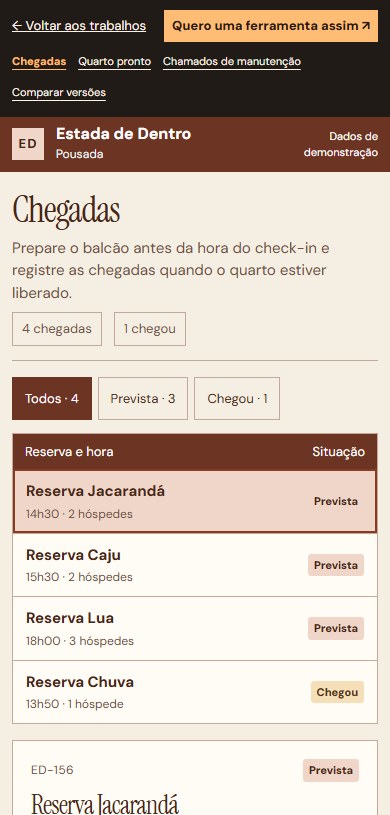 ← Voltar aos trabalhos
Quero uma ferramenta assim ↗
Chegadas Quarto pronto Chamados de manutenção
Comparar versões
ED
Estada de Dentro
Pousada
Dados de
demonstração
Chegadas
Prepare o balcão antes da hora do check-in e
registre as chegadas quando o quarto estiver
liberado.
4 chegadas
1 chegou
Todos · 4
Prevista · 3
Chegou · 1
Reserva e hora
Situação
Reserva Jacarandá
14h30 · 2 hóspedes
Prevista
Reserva Caju
15h30 · 2 hóspedes
Prevista
Reserva Lua
18h00 · 3 hóspedes
Prevista
Reserva Chuva
13h50 · 1 hóspede
Chegou
ED-156
Prevista
Reserva Jacarandá